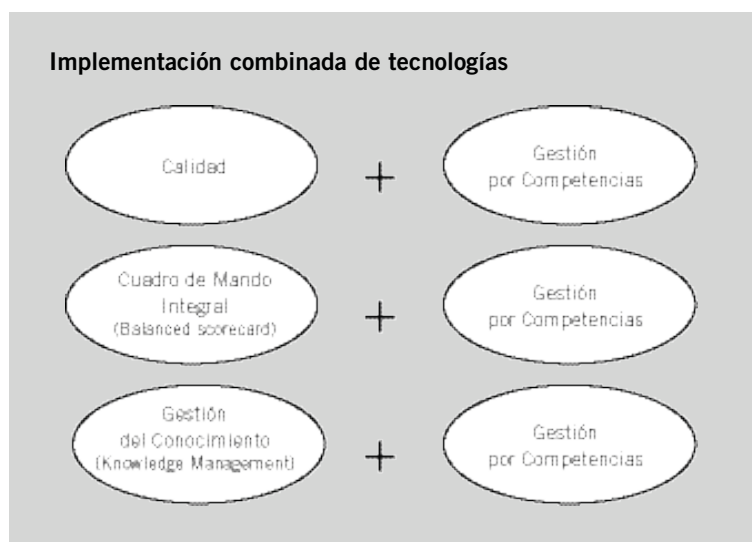 Implementación combinada de tecnologías
Calidad
+
Gestión
por Competencias
Cuadro de Mando
Integral
(Balanced scorecard)
+
Gestión
por Competencias
Gestión
del Conocimiento
(Knowledge Management)
+
Gestión
por Competencias